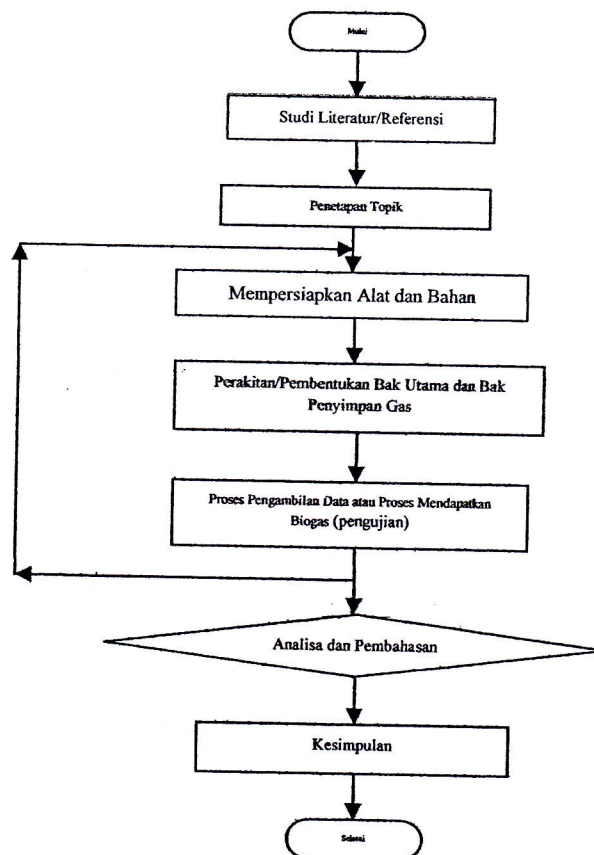 Mulai
Studi Literatur/Referensi
Penetapan Topik
Mempersiapkan Alat dan Bahan
Perakitan/Pembentukan Bak Utama dan Bak
Penyimpan Gas
Proses Pengambilan Data atau Proses Mendapatkan
Biogas (pengujian)
Analisa dan Pembahasan
Kesimpulan
Selesai